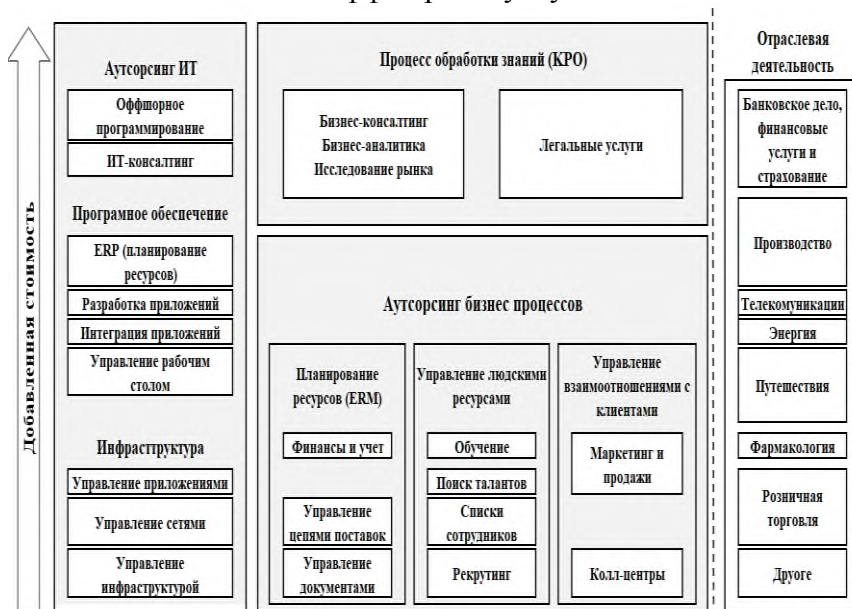 Добавленная стоимость
Аутсорсинг ИТ
Оффшорное
программирование
ИТ-консалтинг
Програмное обеспечение
ERP (планирование
ресурсов)
Разработка приложений
Интеграция приложений
Управление рабочим
столом
Инфрастртуктура
Управление приложениями
Управление сетями
Управление
инфраструктурой
Процесс обработки знаний (KPO)
Бизнес-консалтинг
Бизнес-аналитика
Исследование рынка
Легальные услуги
Аутсорсинг бизнес процессов
Планирование
ресурсов (ERM)
Финансы и учет
Управление
цепями поставок
Управление
документами
Управление людскими
ресурсами
Обучение
Поиск талантов
Списки
сотрудников
Рекрутинг
Управление
взаимоотношениями с
клиентами
Маркетинг и
продажи
Колл-центры
Отраслевая
деятельность
Банковское дело,
финансовые
услуги и
страхование
Производство
Телекомуникации
Энергия
Путешествия
Фармакология
Розничная
торговля
Друоге